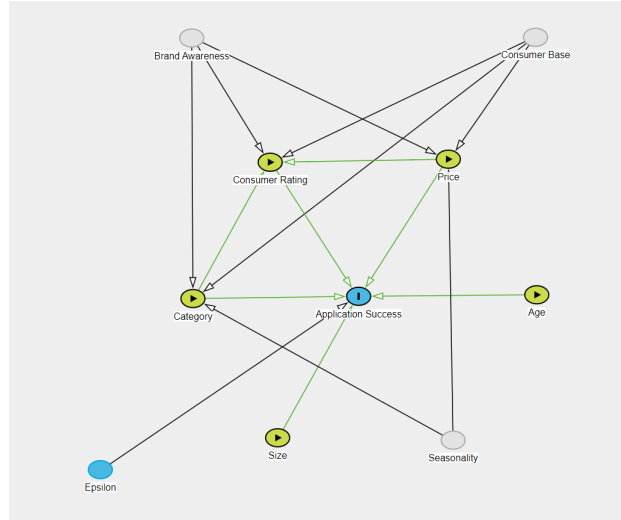 Brand Awareness
Consumer Base
Consumer Rating
Price
Category
Application Success
Age
Size
Seasonality
Epsilon